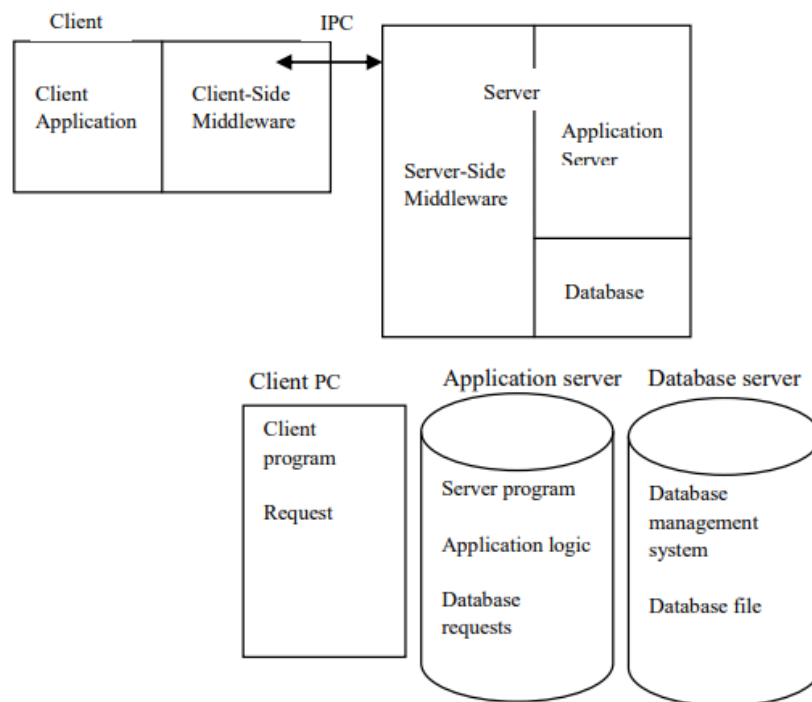 Client
IPC
Client
Application
Client-Side
Middleware
Server
Server-Side
Middleware
Application
Server
Database
Client PC
Application server
Database server
Client
program
Request
Server program
Application logic
Database
requests
Database
management
system
Database file